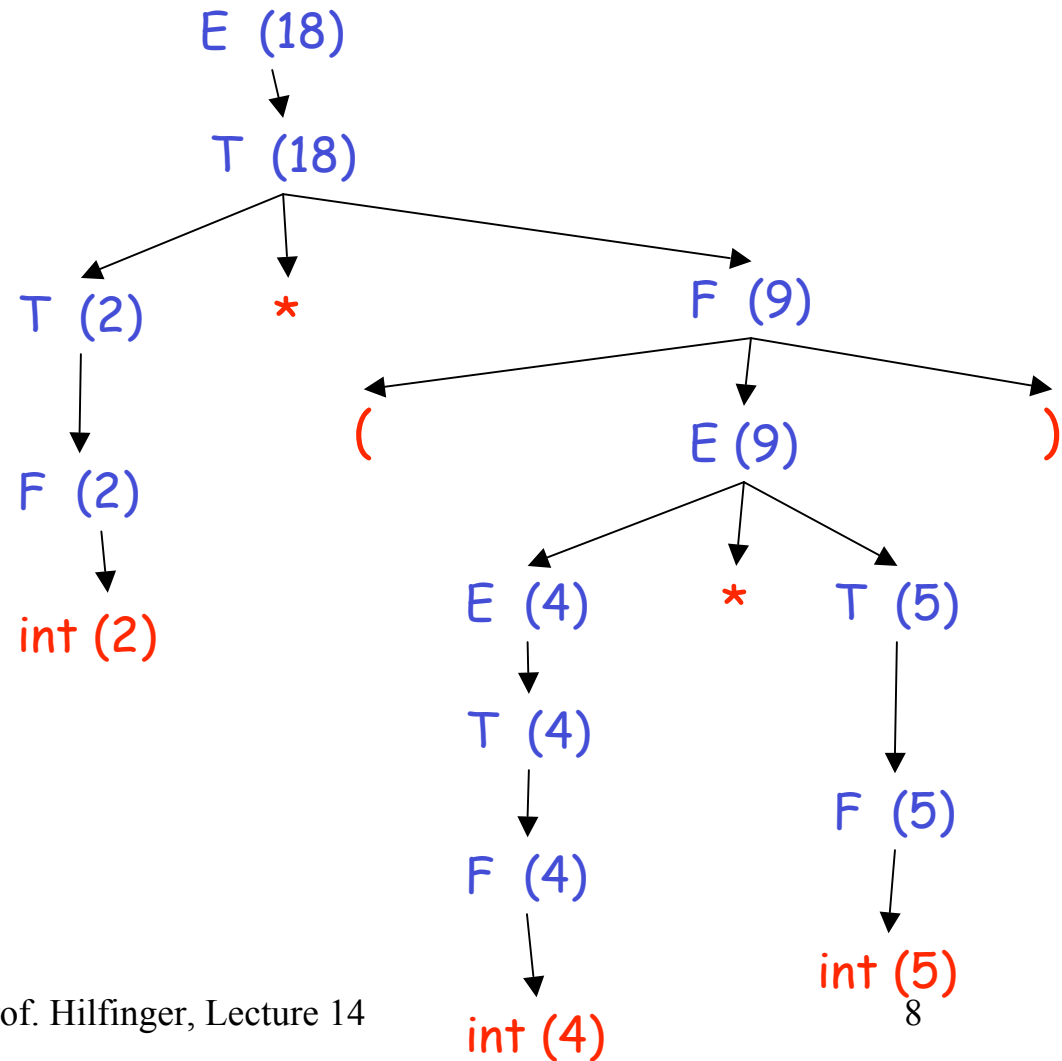 E (18)
T (18)
T (2) * F (9)
( E (9) )
F (2)
E (4) * T (5)
int (2)
T (4)
F (5)
F (4)
int (5)
of. Hilfinger, Lecture 14 8
int (4)